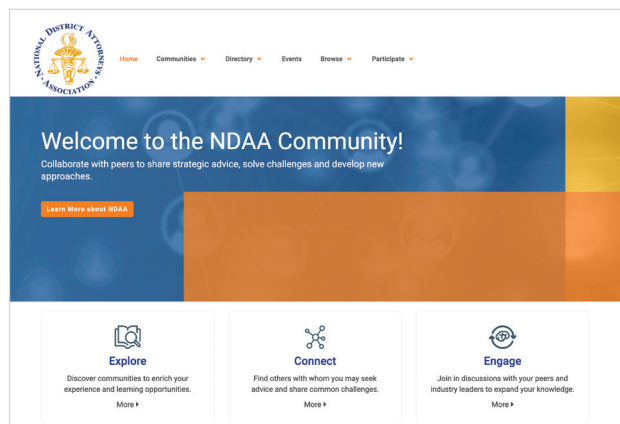 NATIONAL DISTRICT ATTORNEYS ASSOCIATION
Home Communities Directory Events Browse Participate
Welcome to the NDAA Community!
Collaborate with peers to share strategic advice, solve challenges and develop new
approaches.
Learn More about NDAA
Explore
Discover communities to enrich your
experience and learning opportunities.
More
Connect
Find others with whom you may seek
advice and share common challenges.
More
Engage
Join in discussions with your peers and
industry leaders to expand your knowledge.
More